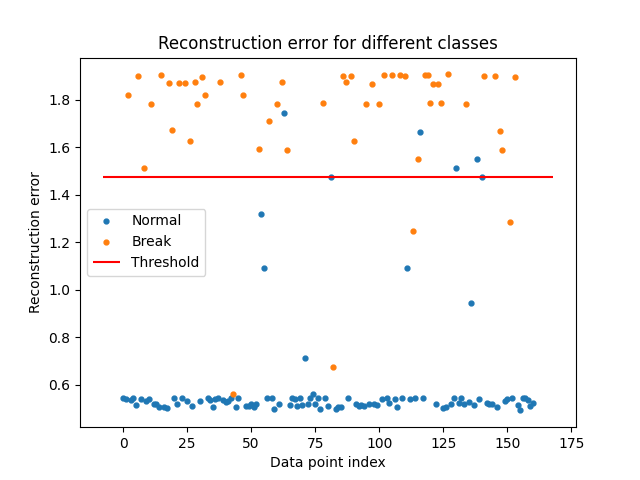 Reconstruction error for different classes
Reconstruction error
1.8
1.6
1.4
1.2
1.0
0.8
0.6
Normal
Break
Threshold
0 25 50 75 100 125 150 175
Data point index